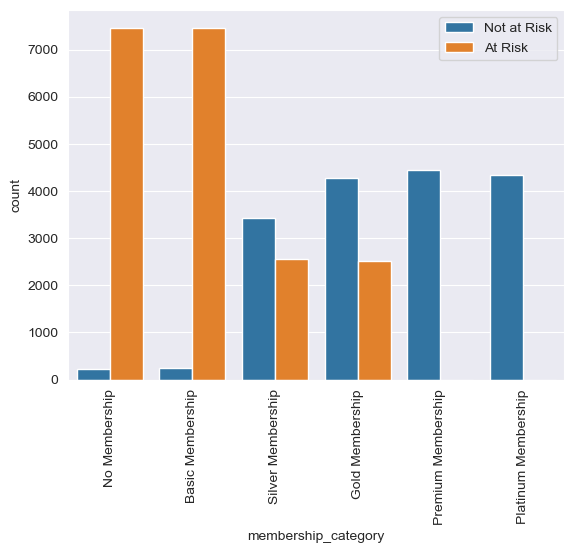 Not at Risk
At Risk
count
7000
6000
5000
4000
3000
2000
1000
0
No Membership
Basic Membership
Silver Membership
Gold Membership
Premium Membership
Platinum Membership
membership_category